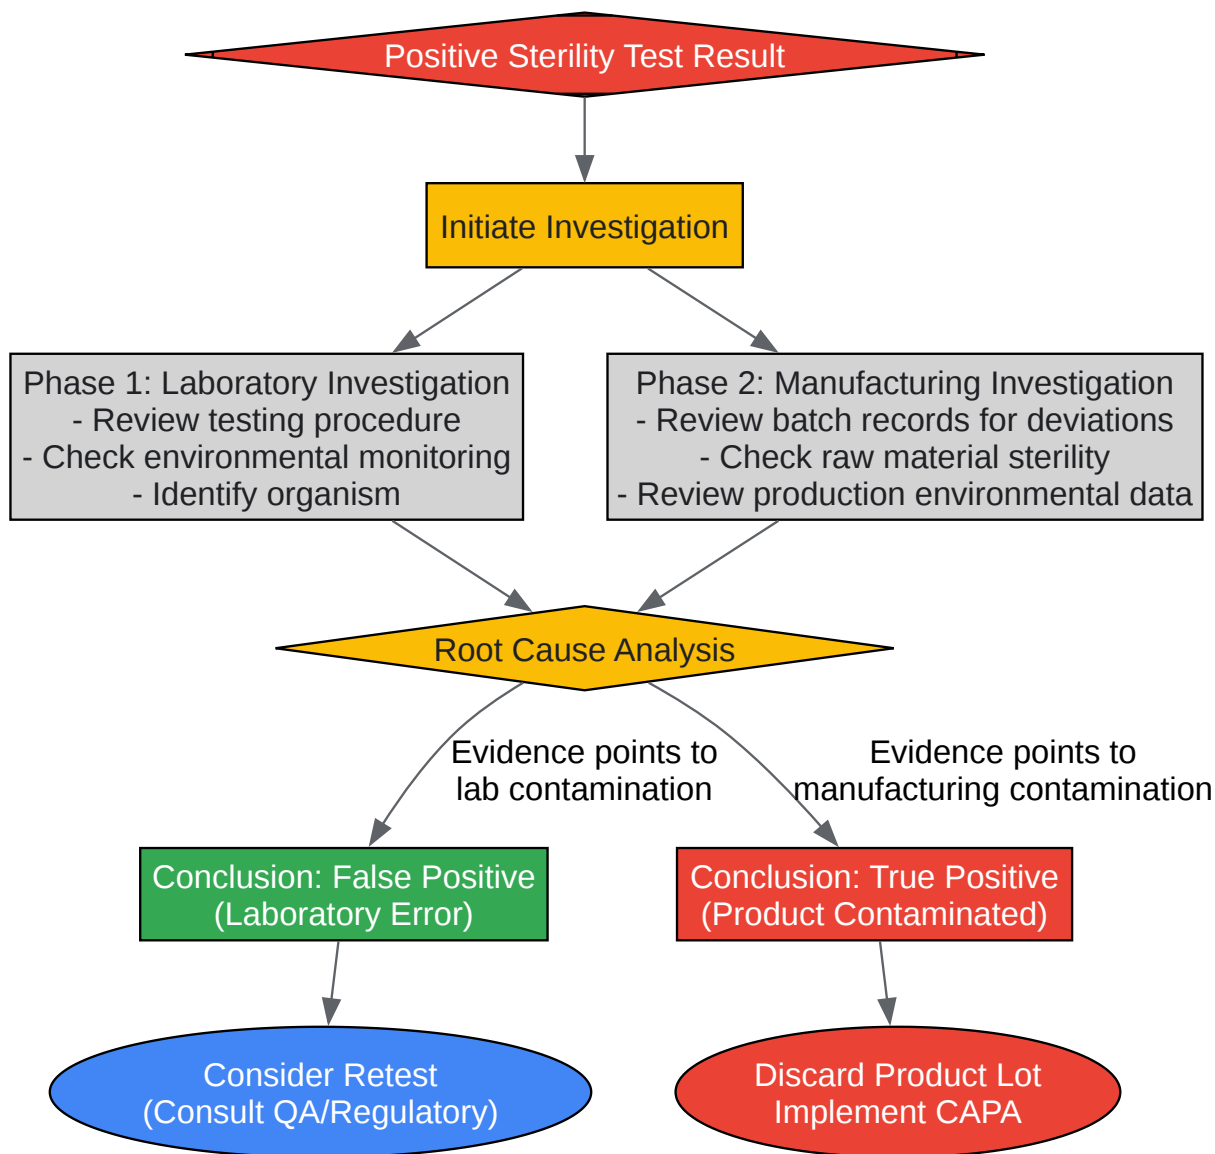 Positive Sterility Test Result
Initiate Investigation
Phase 1: Laboratory Investigation
- Review testing procedure
- Check environmental monitoring
- Identify organism
Phase 2: Manufacturing Investigation
- Review batch records for deviations
- Check raw material sterility
- Review production environmental data
Root Cause Analysis
Evidence points to
lab contamination
Evidence points to
manufacturing contamination
Conclusion: False Positive
(Laboratory Error)
Conclusion: True Positive
(Product Contaminated)
Consider Retest
(Consult QA/Regulatory)
Discard Product Lot
Implement CAPA